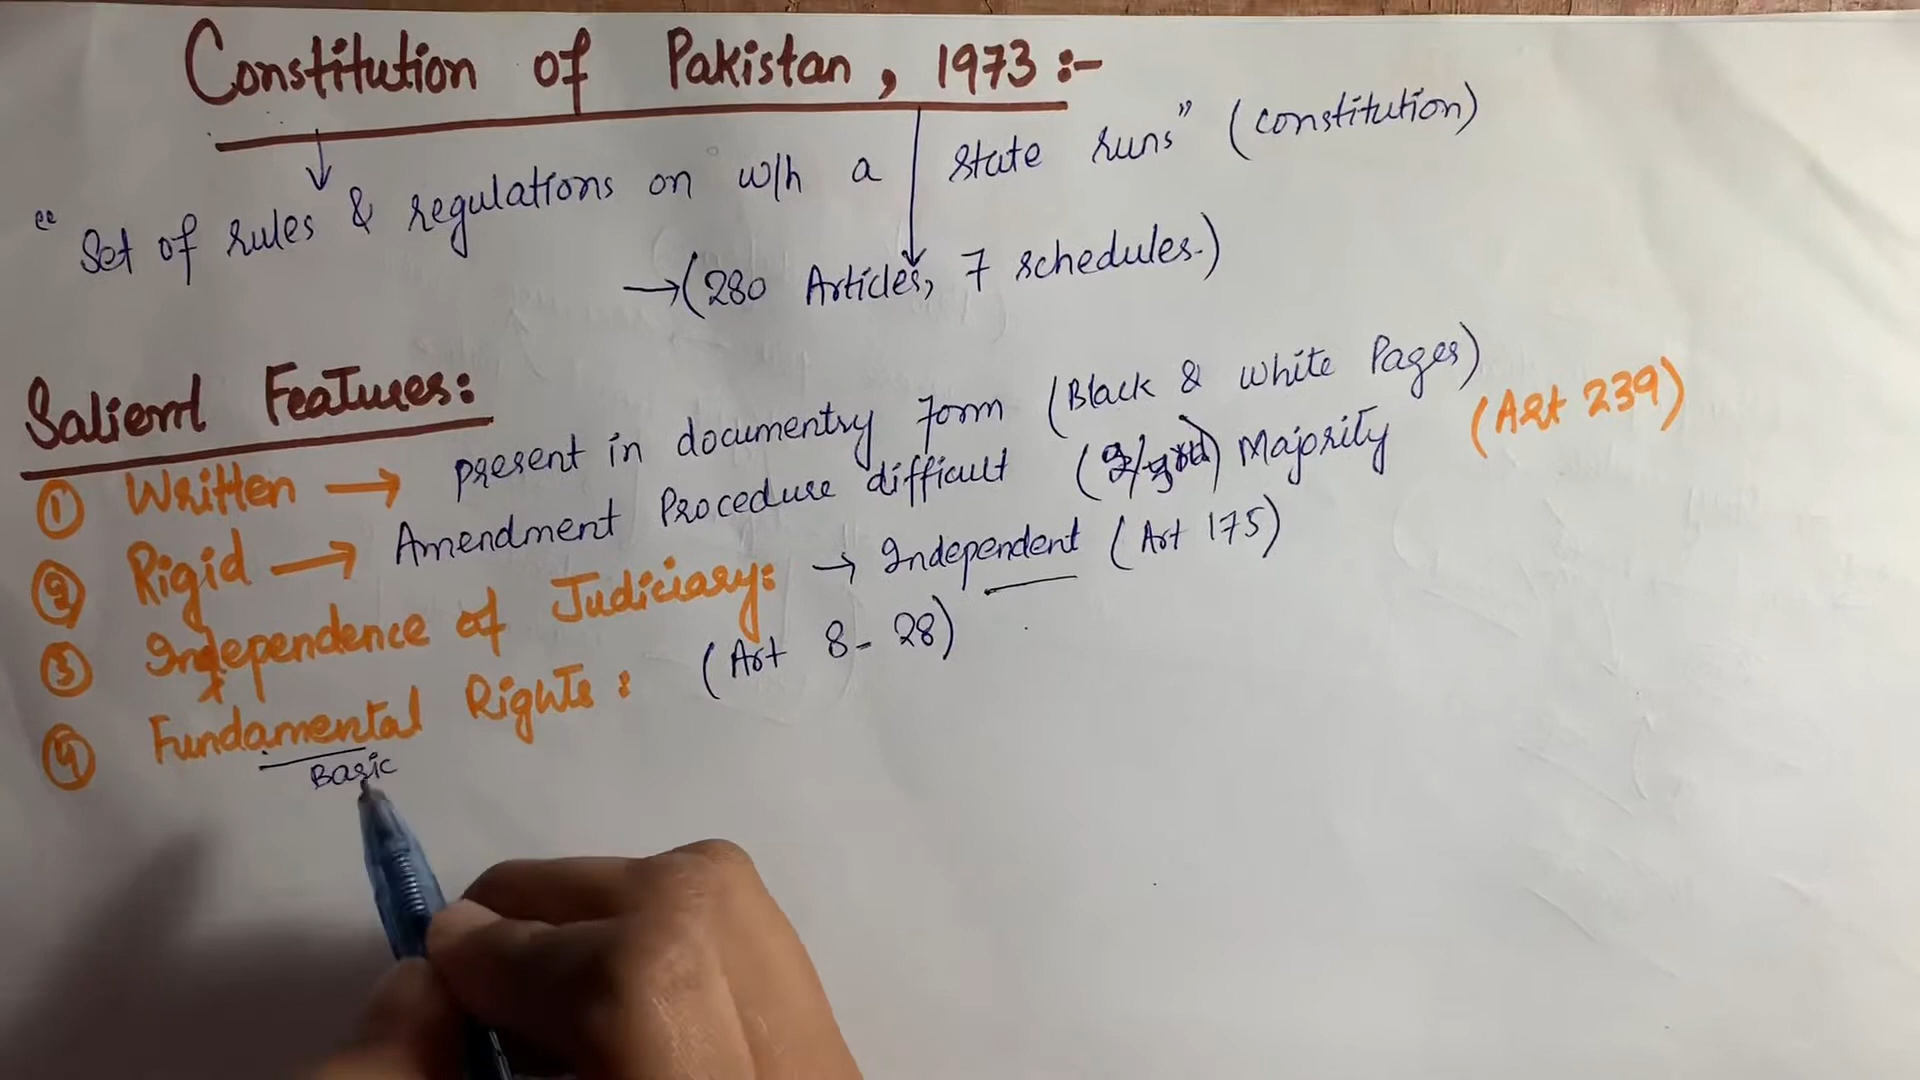 Constitution of Pakistan, 1973:-
"Set of rules & regulations on w/h a state runs" (constitution)
→(280 Articles, 7 schedules.)
Salient Features:
① Written → present in documentry form (Black & white Pages)
② Rigid → Amendment Procedure difficult (2/3rd) Majority (Art 239)
③ Independence of Judiciary: → Independent (Art 175)
④ Fundamental Rights: (Art 8-28)
Basic